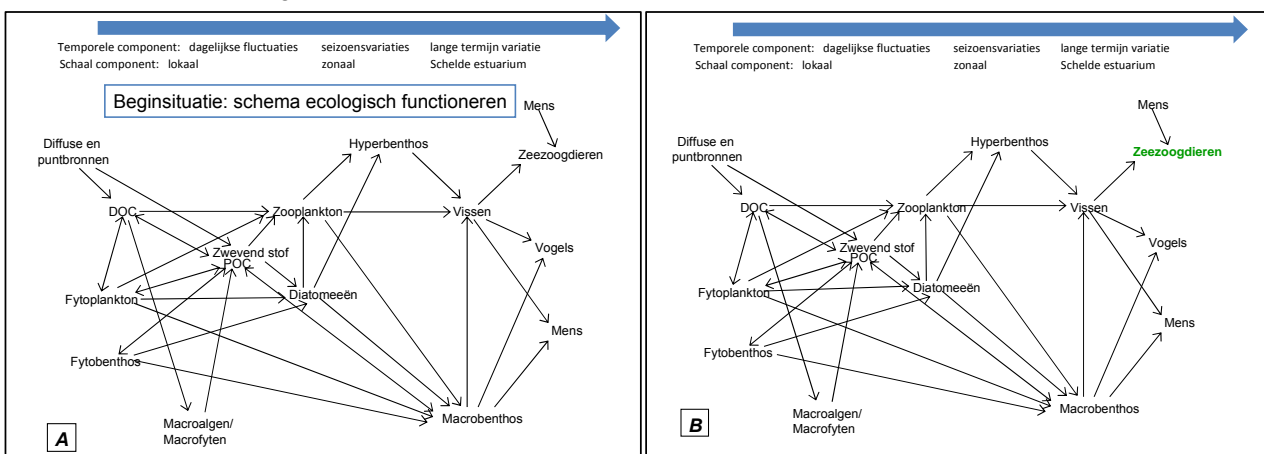 Temporele component: dagelijkse fluctuaties seizoensvariaties lange termijn variatie
Schaal component: lokaal zonaal Schelde estuarium
Beginsituatie: schema ecologisch functioneren
Mens
Diffuse en
puntbronnen
Hyperbenthos
Zeezoogdieren
DOC
Zooplankton
Vissen
Zwevend stof
POC
Vogels
Fytoplankton
Diatomeeën
Mens
Fytobenthos
Macroalgen/
Macrofyten
Macrobenthos
A
Temporele component: dagelijkse fluctuaties seizoensvariaties lange termijn variatie
Schaal component: lokaal zonaal Schelde estuarium
Mens
Diffuse en
puntbronnen
Hyperbenthos
Zeezoogdieren
DOC
Zooplankton
Vissen
Zwevend stof
POC
Vogels
Fytoplankton
Diatomeeën
Mens
Fytobenthos
Macroalgen/
Macrofyten
Macrobenthos
B